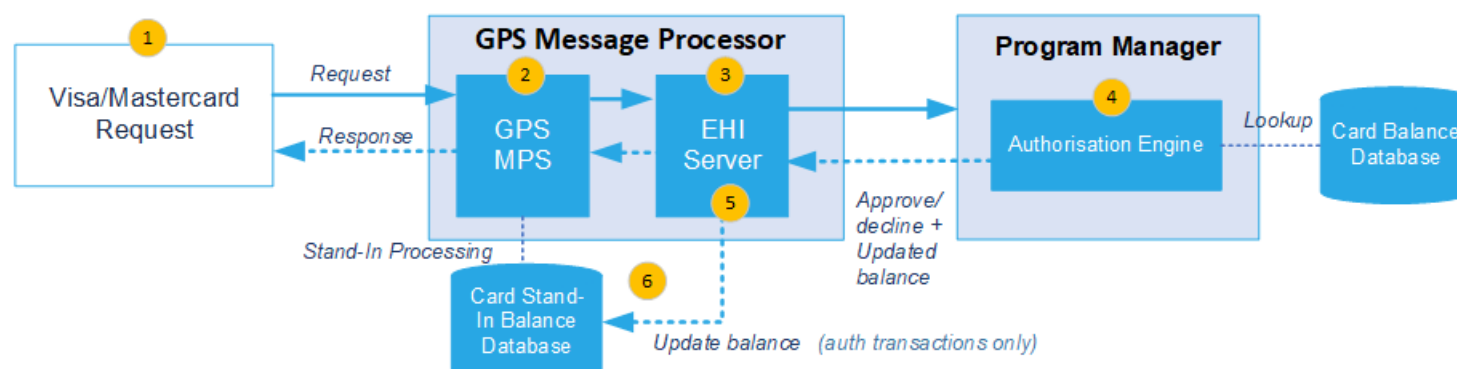 1
Visa/Mastercard
Request
Request
Response
GPS Message Processor
2
GPS
MPS
3
EHI
Server
5
Program Manager
4
Authorisation Engine
Lookup
Card Balance
Database
Approve/
decline +
Updated
balance
Stand-In Processing
6
Card Stand-
In Balance
Database
Update balance (auth transactions only)